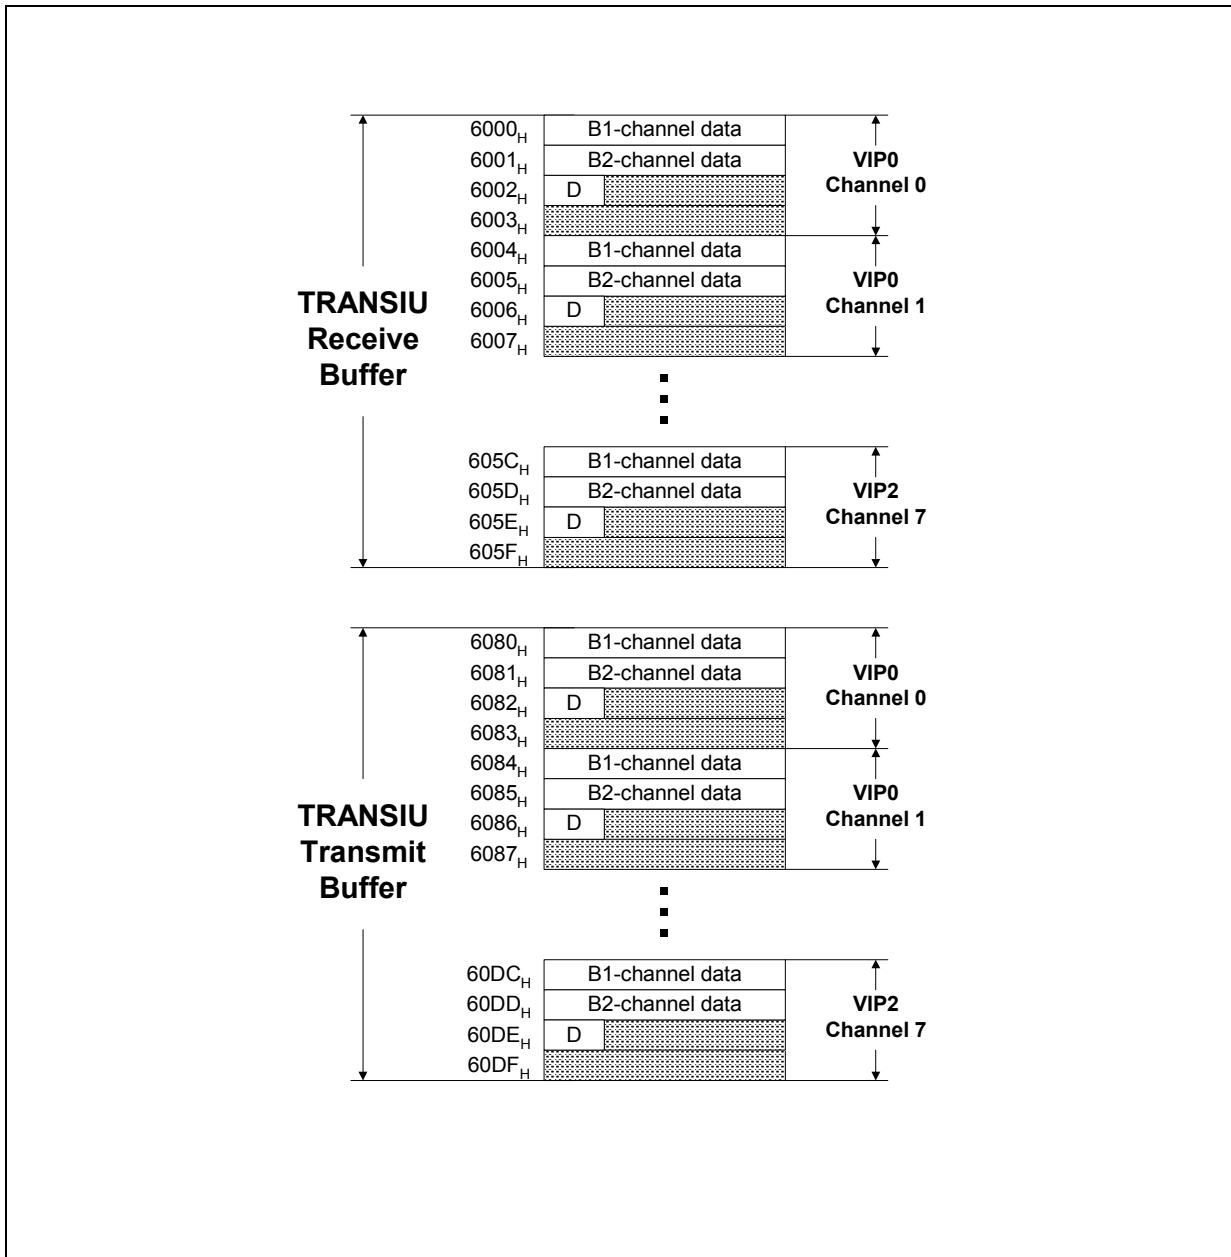 6000H B1-channel data
6001H B2-channel data
6002H D
6003H
VIP0
Channel 0
6004H B1-channel data
6005H B2-channel data
6006H D
6007H
VIP0
Channel 1
TRANSIU
Receive
Buffer
605CH B1-channel data
605DH B2-channel data
605EH D
605FH
VIP2
Channel 7
6080H B1-channel data
6081H B2-channel data
6082H D
6083H
VIP0
Channel 0
6084H B1-channel data
6085H B2-channel data
6086H D
6087H
VIP0
Channel 1
TRANSIU
Transmit
Buffer
60DCH B1-channel data
60DDH B2-channel data
60DEH D
60DFH
VIP2
Channel 7